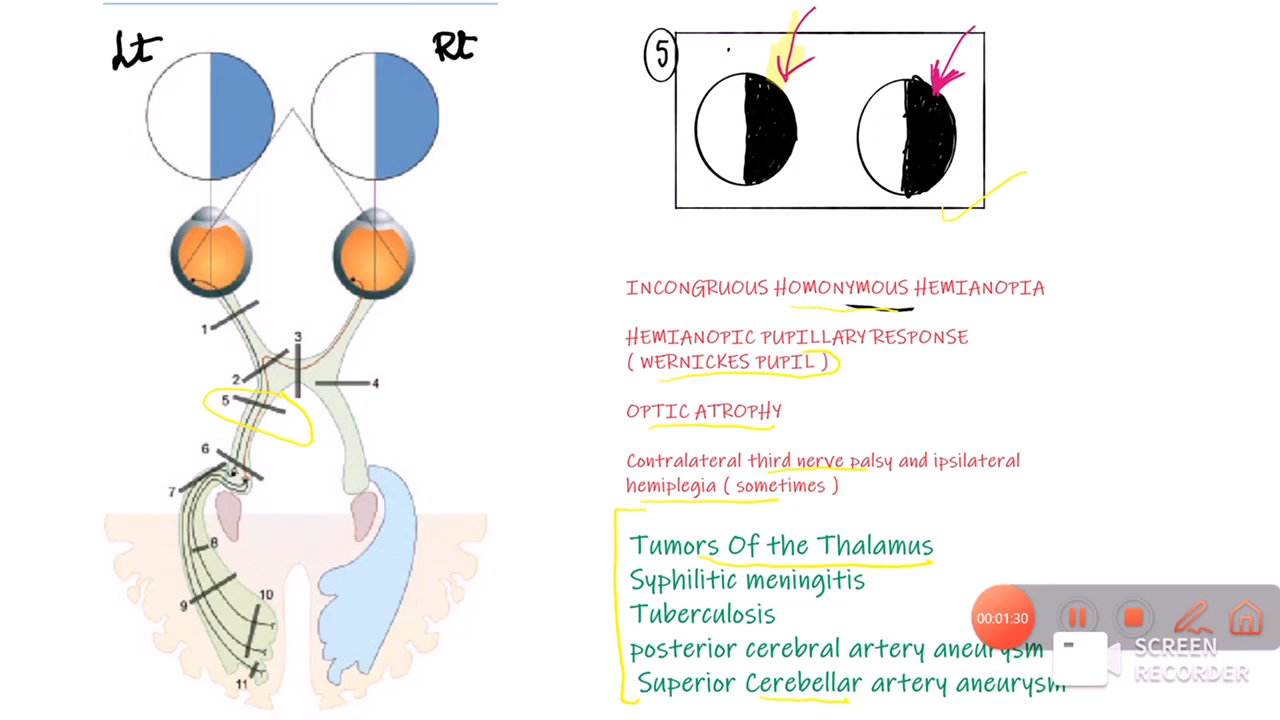 Lt
Rt
1
2
3
4
5
6
7
8
9
10
11
5
INCONGRUOUS HOMONYMOUS HEMIANOPIA
HEMIANOPIC PUPILLARY RESPONSE
( WERNICKES PUPIL )
OPTIC ATROPHY
Contralateral third nerve palsy and ipsilateral
hemiplegia ( sometimes )
Tumors Of the Thalamus
Syphilitic meningitis
Tuberculosis
posterior cerebral artery aneurysm
Superior Cerebellar artery aneurysm
00:01:30
SCREEN
RECORDER